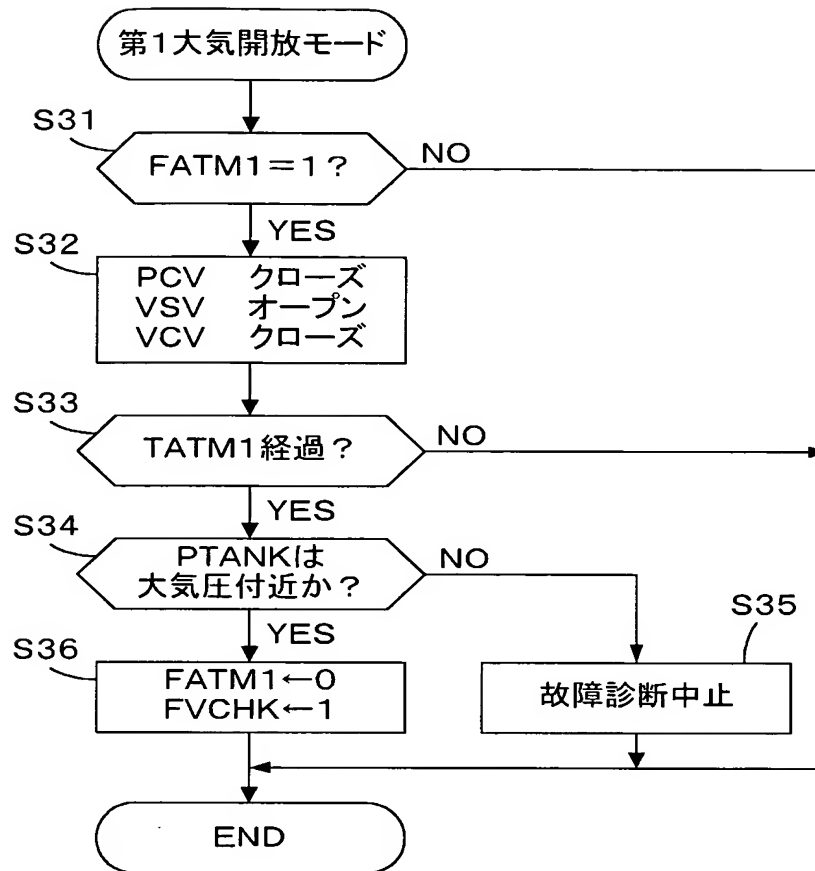 第1大気開放モード
S31
FATM1=1?
NO
YES
S32
PCV クローズ
VSV オープン
VCV クローズ
S33
TATM1経過?
NO
YES
S34
PTANKは
大気圧付近か?
NO
YES
S35
故障診断中止
S36
FATM1←0
FVCHK←1
END